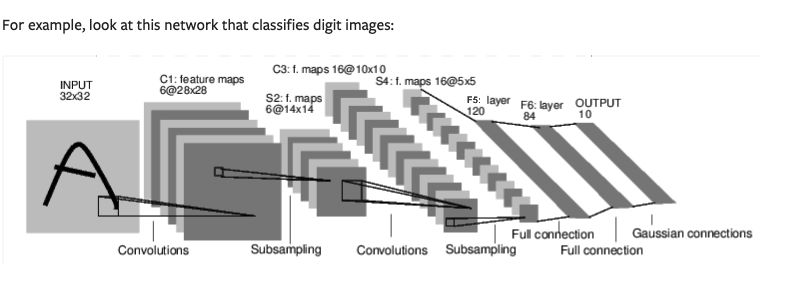 For example, look at this network that classifies digit images:
INPUT
32x32
C1: feature maps
6@28x28
S2: f. maps
6@14x14
C3: f. maps 16@10x10
S4: f. maps 16@5x5
F5: layer
120
F6: layer
84
OUTPUT
10
Convolutions
Subsampling
Convolutions
Subsampling
Full connection
Full connection
Gaussian connections